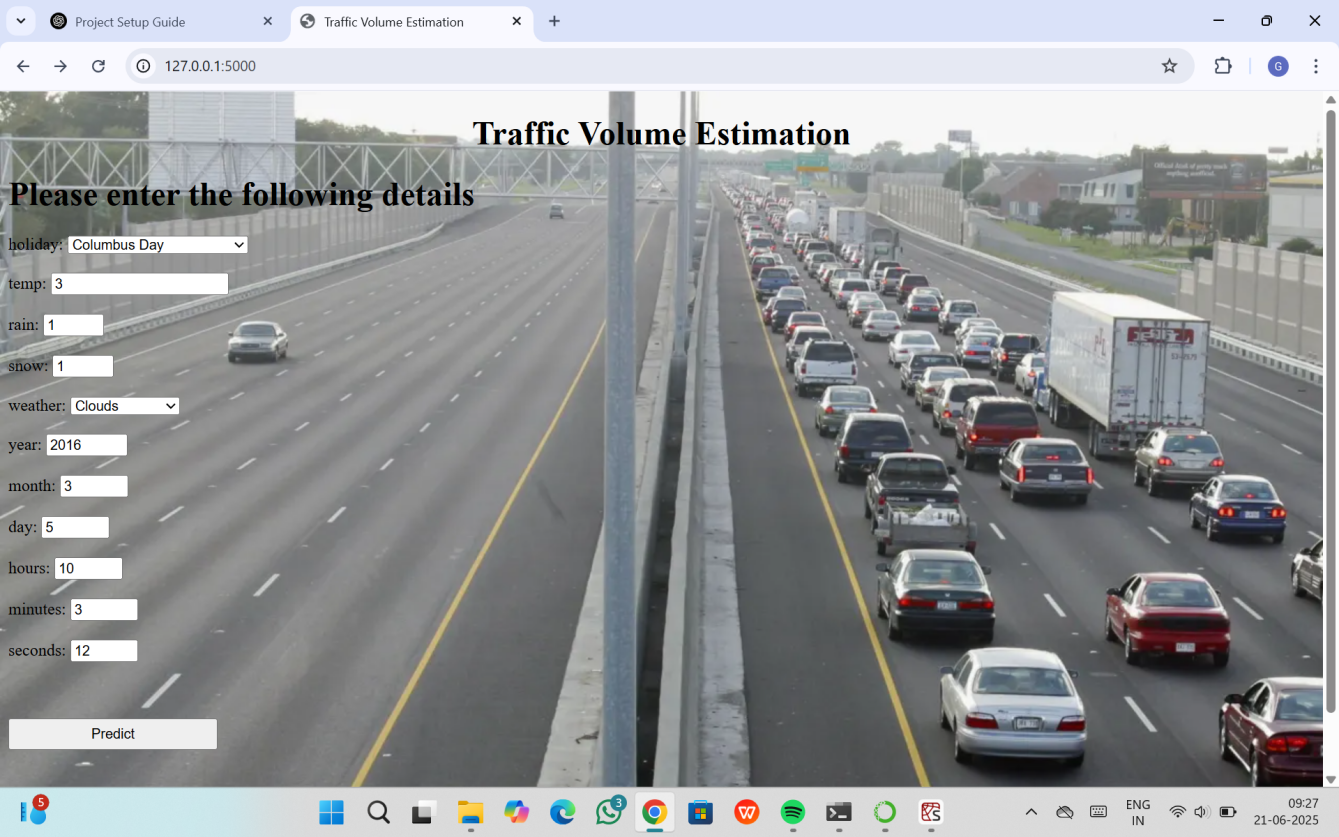 Project Setup Guide
Traffic Volume Estimation
127.0.0.1:5000
G
Traffic Volume Estimation
Please enter the following details
holiday: Columbus Day
temp: 3
rain: 1
snow: 1
weather: Clouds
year: 2016
month: 3
day: 5
hours: 10
minutes: 3
seconds: 12
Predict
5
3
ENG
IN
09:27
21-06-2025